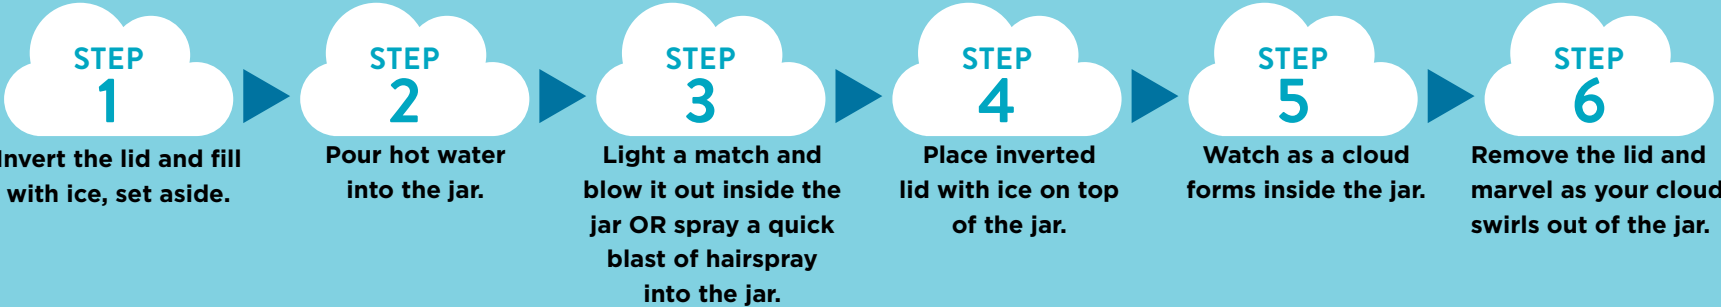 STEP
1
Invert the lid and fill
with ice, set aside.
STEP
2
Pour hot water
into the jar.
STEP
3
Light a match and
blow it out inside the
jar OR spray a quick
blast of hairspray
into the jar.
STEP
4
Place inverted
lid with ice on top
of the jar.
STEP
5
Watch as a cloud
forms inside the jar.
STEP
6
Remove the lid and
marvel as your cloud
swirls out of the jar.